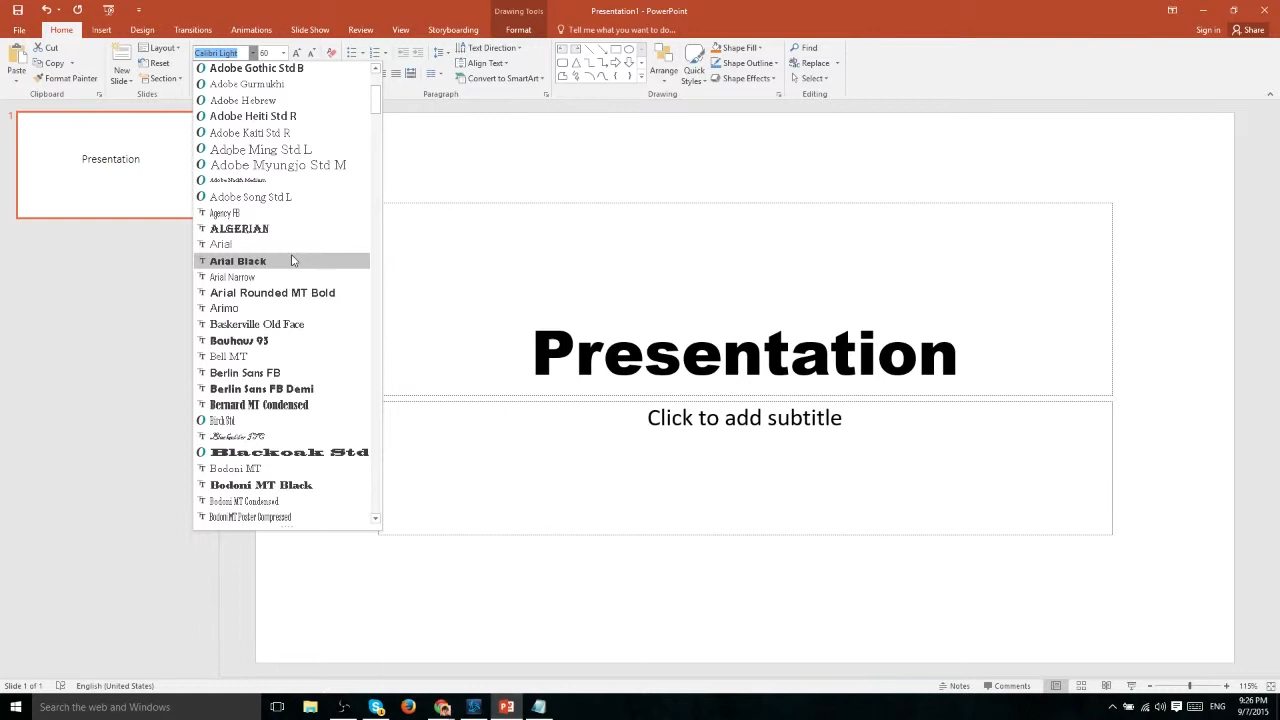 Drawing Tools
Presentation1 - PowerPoint
File Home Insert Design Transitions Animations Slide Show Review View Storyboarding Format Tell me what you want to do... Sign in Share
Paste
Cut
Copy
Format Painter
Clipboard
New Slide
Layout
Reset
Section
Slides
Calibri Light 60
Text Direction
Align Text
Convert to SmartArt
Paragraph
Arrange
Quick Styles
Shape Fill
Shape Outline
Shape Effects
Drawing
Find
Replace
Select
Editing
Adobe Gothic Std B
Adobe Gurmukhi
Adobe Hebrew
Adobe Heiti Std R
Adobe Kaiti Std R
Adobe Ming Std L
Adobe Myungjo Std M
Adobe Naskh Medium
Adobe Song Std L
Agency FB
ALGERIAN
Arial
Arial Black
Arial Narrow
Arial Rounded MT Bold
Arimo
Baskerville Old Face
Bauhaus 93
Bell MT
Berlin Sans FB
Berlin Sans FB Demi
Bernard MT Condensed
Birch Std
Blackadder ITC
Blackoak Std
Bodoni MT
Bodoni MT Black
Bodoni MT Condensed
Bodoni MT Poster Compressed
1
Presentation
Presentation
Click to add subtitle
Slide 1 of 1 English (United States) Notes Comments 115%
Search the web and Windows
9:26 PM
9/7/2015